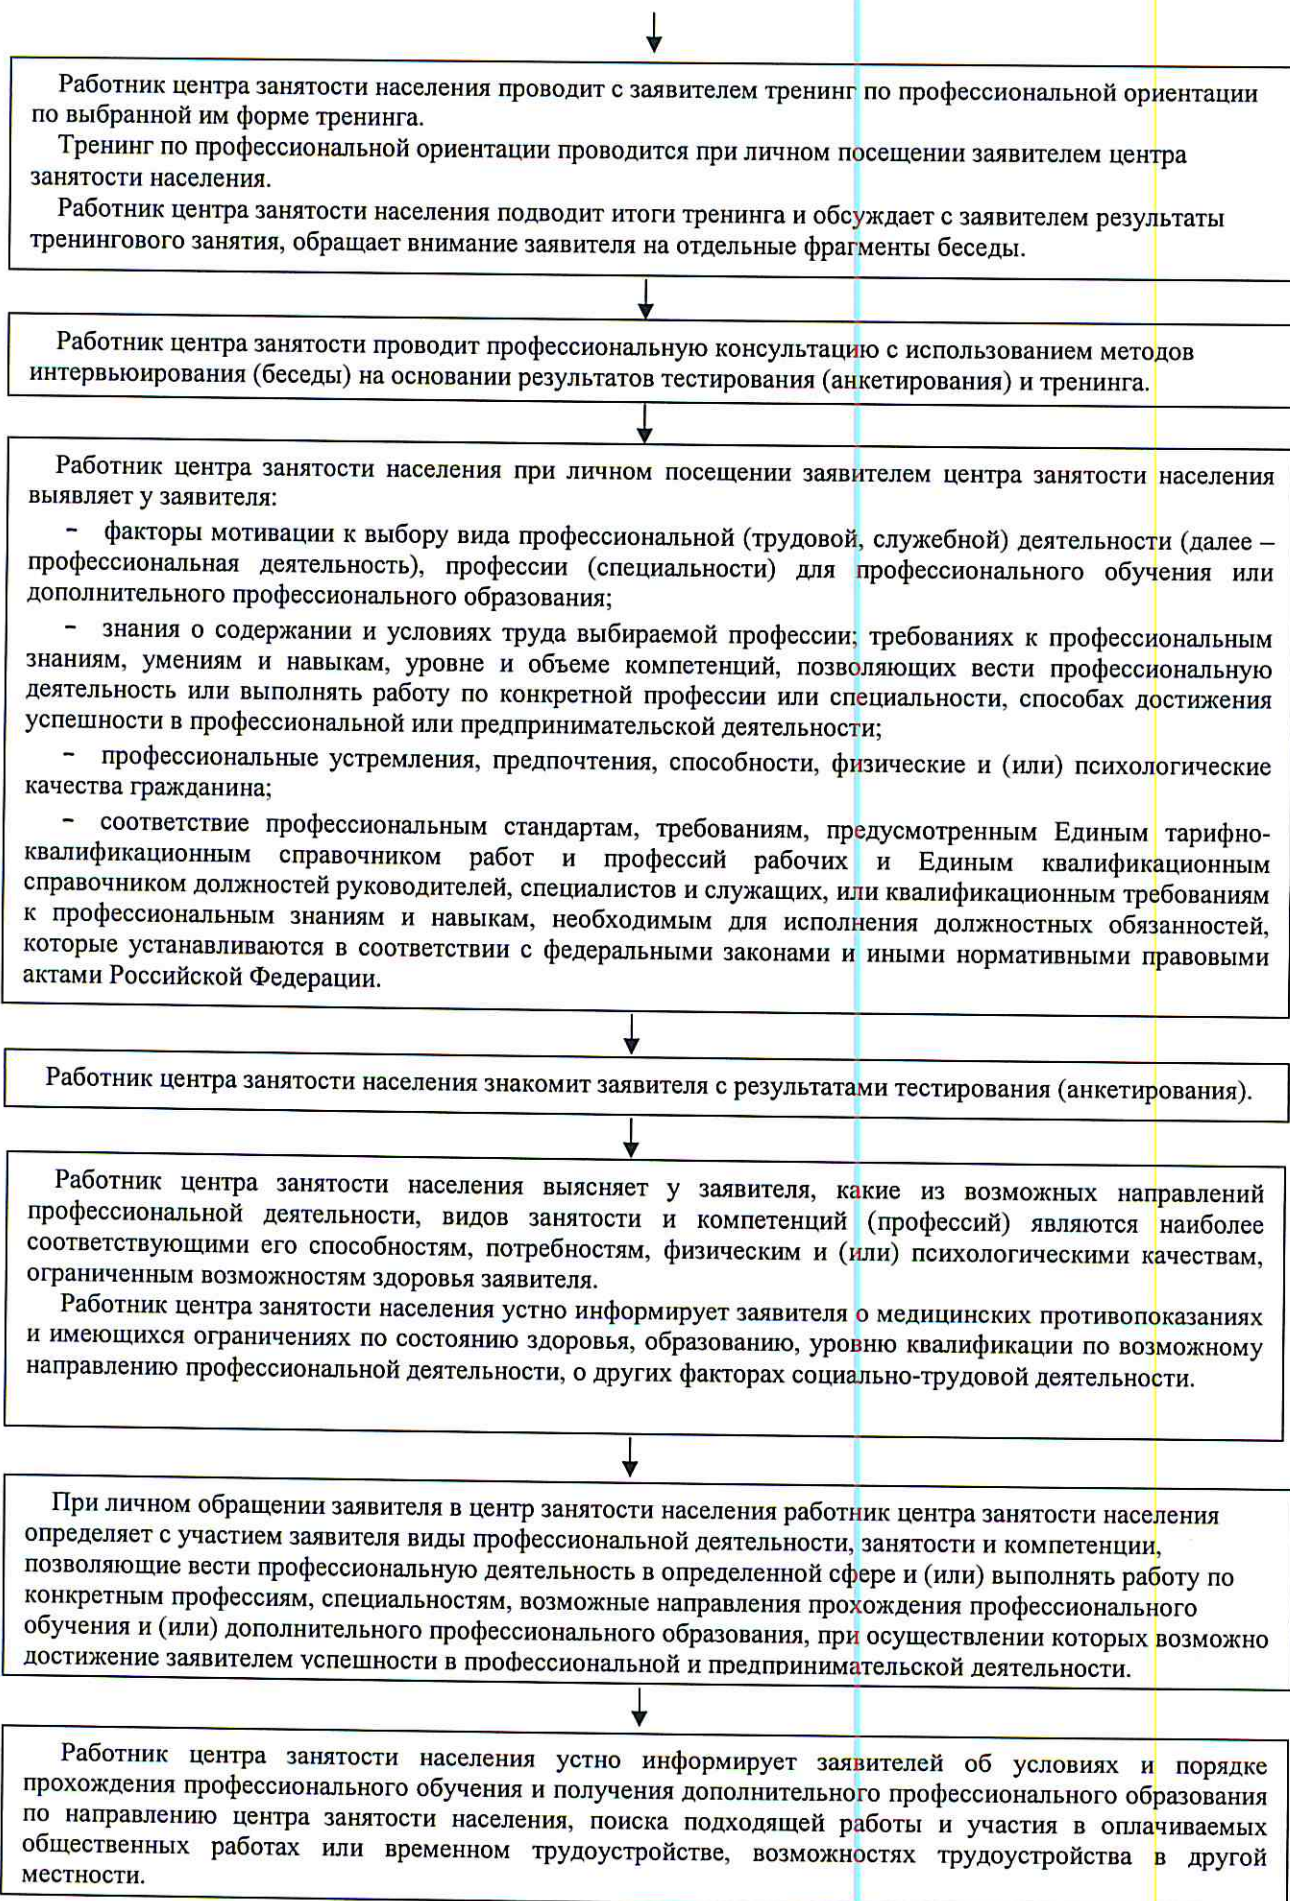 Работник центра занятости населения проводит с заявителем тренинг по профессиональной ориентации
по выбранной им форме тренинга.
Тренинг по профессиональной ориентации проводится при личном посещении заявителем центра
занятости населения.
Работник центра занятости населения подводит итоги тренинга и обсуждает с заявителем результаты
тренингового занятия, обращает внимание заявителя на отдельные фрагменты беседы.
Работник центра занятости проводит профессиональную консультацию с использованием методов
интервьюирования (беседы) на основании результатов тестирования (анкетирования) и тренинга.
Работник центра занятости населения при личном посещении заявителем центра занятости населения
выявляет у заявителя:
– факторы мотивации к выбору вида профессиональной (трудовой, служебной) деятельности (далее –
профессиональная деятельность), профессии (специальности) для профессионального обучения или
дополнительного профессионального образования;
– знания о содержании и условиях труда выбираемой профессии; требованиях к профессиональным
знаниям, умениям и навыкам, уровне и объеме компетенций, позволяющих вести профессиональную
деятельность или выполнять работу по конкретной профессии или специальности, способах достижения
успешности в профессиональной или предпринимательской деятельности;
– профессиональные устремления, предпочтения, способности, физические и (или) психологические
качества гражданина;
– соответствие профессиональным стандартам, требованиям, предусмотренным Единым тарифно-
квалификационным справочником работ и профессий рабочих и Единым квалификационным
справочником должностей руководителей, специалистов и служащих, или квалификационным требованиям
к профессиональным знаниям и навыкам, необходимым для исполнения должностных обязанностей,
которые устанавливаются в соответствии с федеральными законами и иными нормативными правовыми
актами Российской Федерации.
Работник центра занятости населения знакомит заявителя с результатами тестирования (анкетирования).
Работник центра занятости населения выясняет у заявителя, какие из возможных направлений
профессиональной деятельности, видов занятости и компетенций (профессий) являются наиболее
соответствующими его способностям, потребностям, физическим и (или) психологическими качествам,
ограниченным возможностям здоровья заявителя.
Работник центра занятости населения устно информирует заявителя о медицинских противопоказаниях
и имеющихся ограничениях по состоянию здоровья, образованию, уровню квалификации по возможному
направлению профессиональной деятельности, о других факторах социально-трудовой деятельности.
При личном обращении заявителя в центр занятости населения работник центра занятости населения
определяет с участием заявителя виды профессиональной деятельности, занятости и компетенции,
позволяющие вести профессиональную деятельность в определенной сфере и (или) выполнять работу по
конкретным профессиям, специальностям, возможные направления прохождения профессионального
обучения и (или) дополнительного профессионального образования, при осуществлении которых возможно
достижение заявителем успешности в профессиональной и предпринимательской деятельности.
Работник центра занятости населения устно информирует заявителей об условиях и порядке
прохождения профессионального обучения и получения дополнительного профессионального образования
по направлению центра занятости населения, поиска подходящей работы и участия в оплачиваемых
общественных работах или временном трудоустройстве, возможностях трудоустройства в другой
местности.